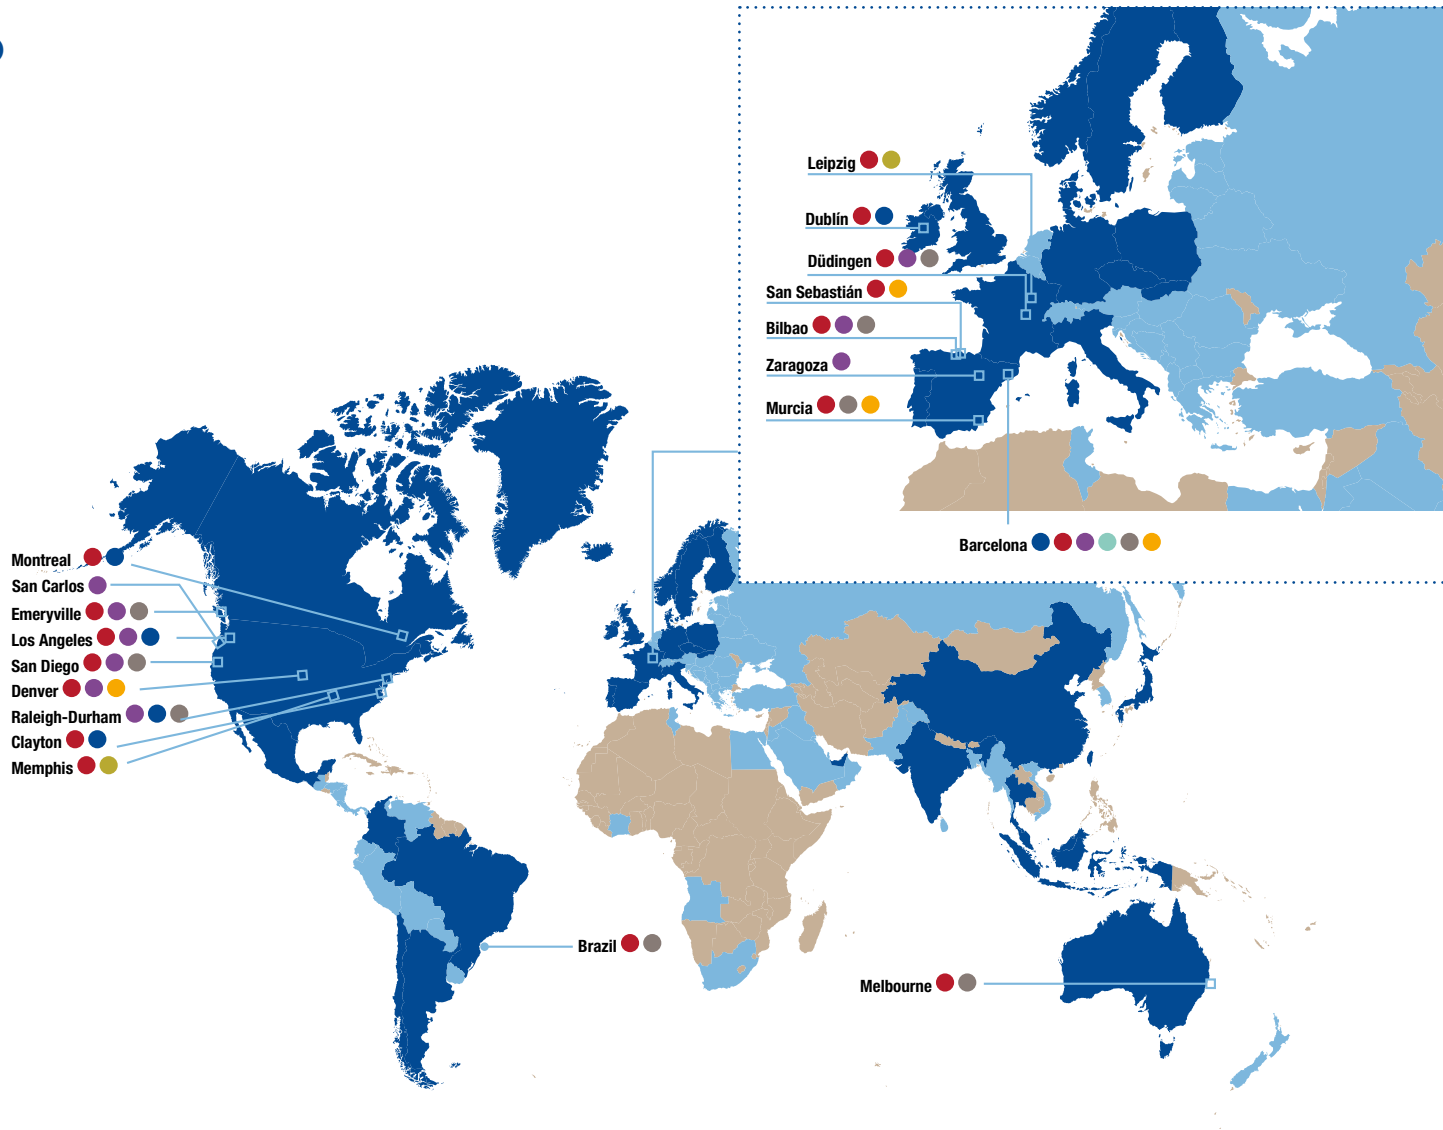 Leipzig
Dublín
Düdingen
San Sebastián
Bilbao
Zaragoza
Murcia
Barcelona
Montreal
San Carlos
Emeryville
Los Angeles
San Diego
Denver
Raleigh-Durham
Clayton
Memphis
Brazil
Melbourne